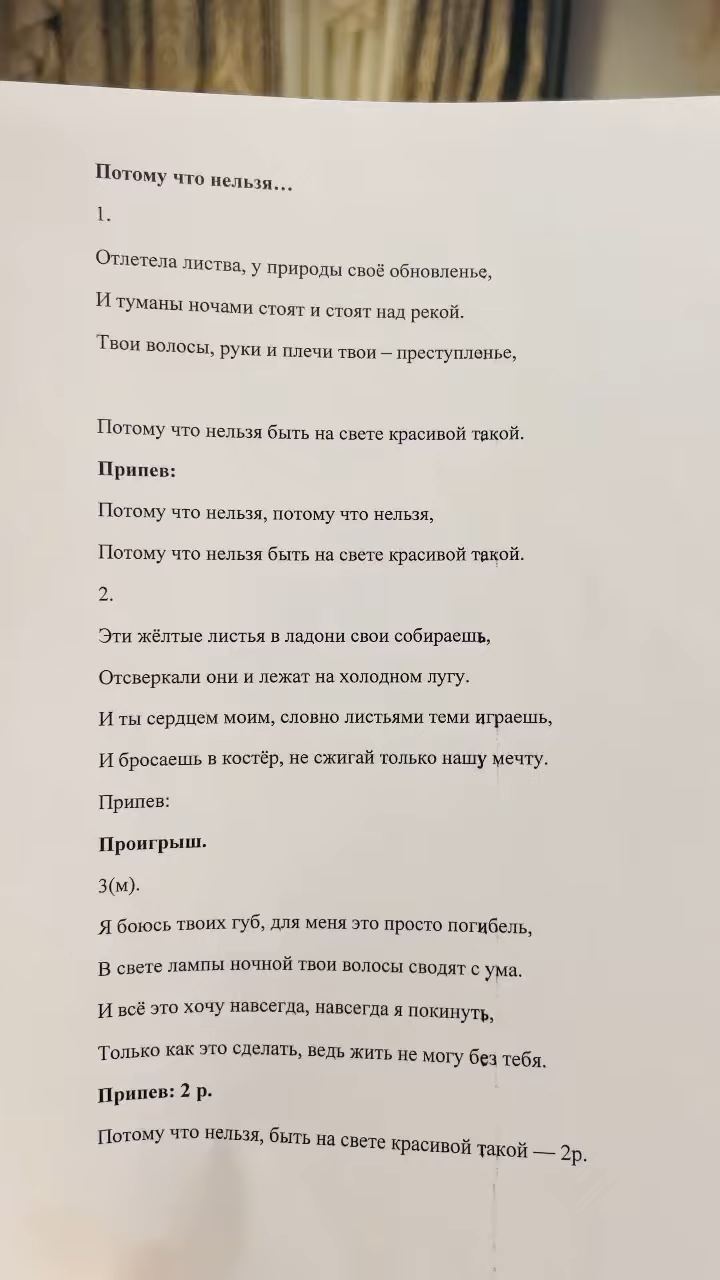 Потому что нельзя…
1.
Отлетела листва, у природы своё обновленье,
И туманы ночами стоят и стоят над рекой.
Твои волосы, руки и плечи твои – преступленье,
Потому что нельзя быть на свете красивой такой.
Припев:
Потому что нельзя, потому что нельзя,
Потому что нельзя быть на свете красивой такой.
2.
Эти жёлтые листья в ладони свои собираешь,
Отсверкали они и лежат на холодном лугу.
И ты сердцем моим, словно листьями теми играешь,
И бросаешь в костёр, не сжигай только нашу мечту.
Припев:
Проигрыш.
3(м).
Я боюсь твоих губ, для меня это просто погибель,
В свете лампы ночной твои волосы сводят с ума.
И всё это хочу навсегда, навсегда я покинуть,
Только как это сделать, ведь жить не могу без тебя.
Припев: 2 р.
Потому что нельзя, быть на свете красивой такой — 2р.